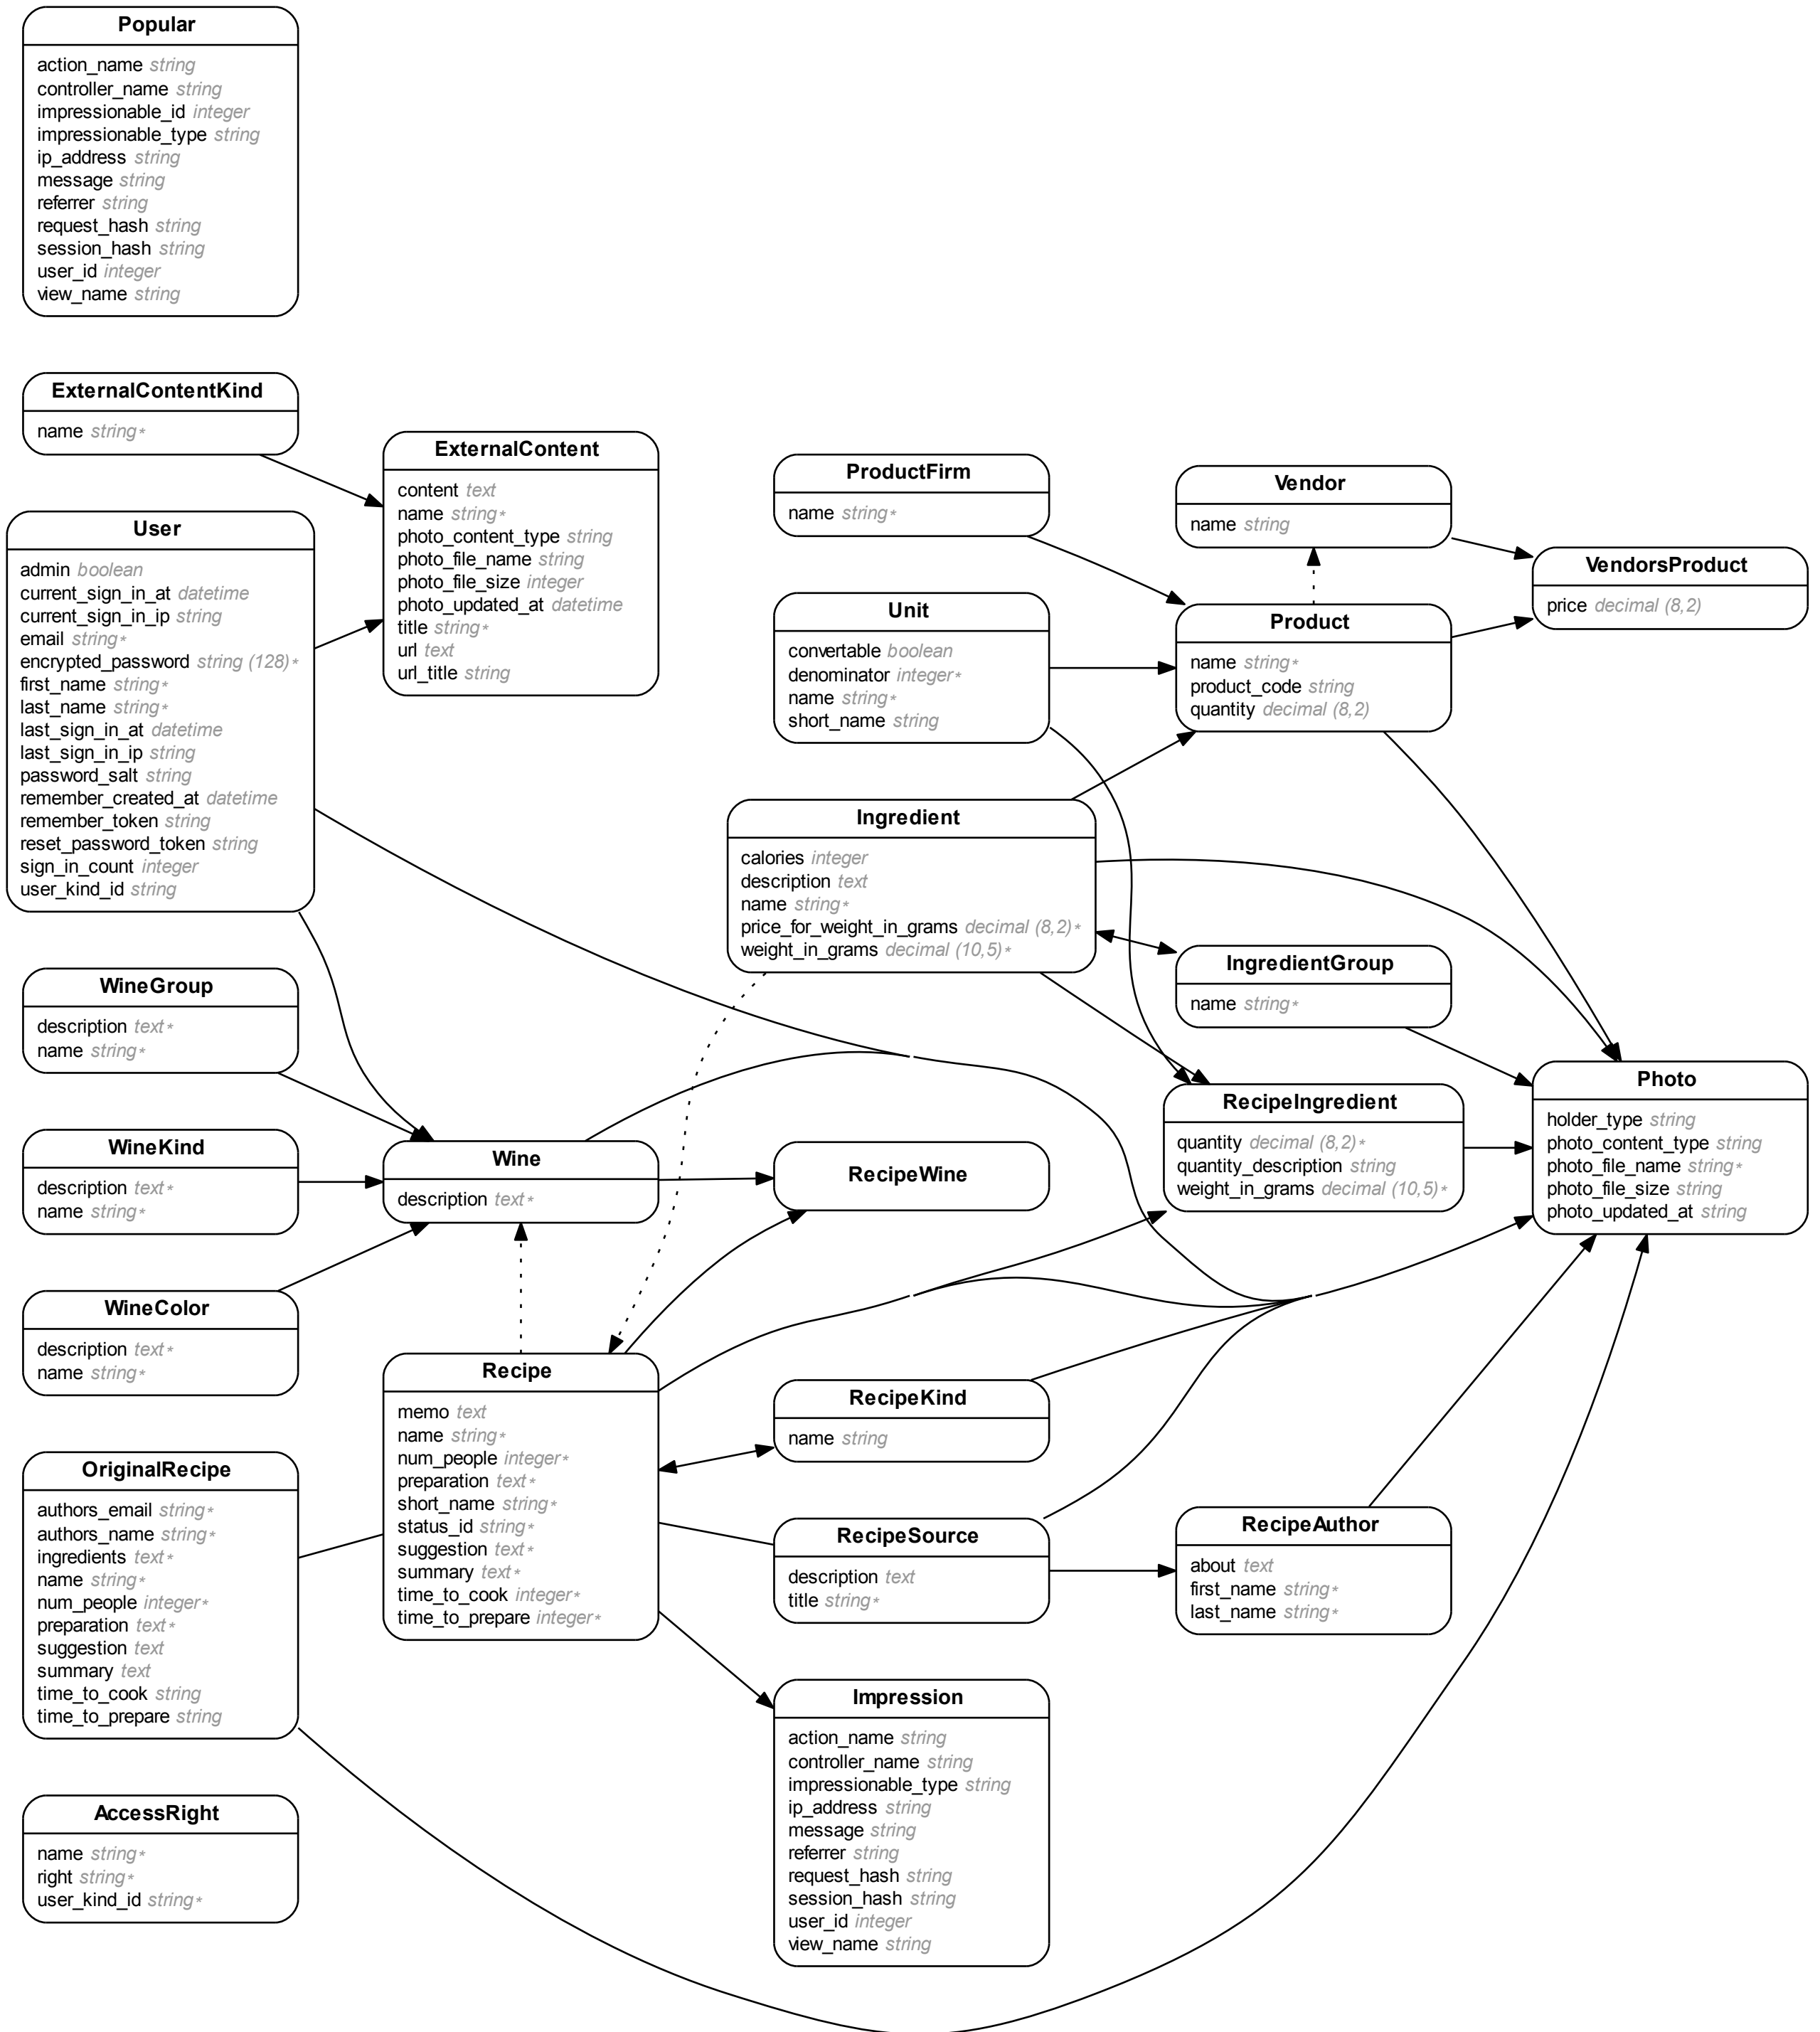 Popular
action_name string
controller_name string
impressionable_id integer
impressionable_type string
ip_address string
message string
referrer string
request_hash string
session_hash string
user_id integer
view_name string
ExternalContentKind
name string*
ExternalContent
content text
name string*
photo_content_type string
photo_file_name string
photo_file_size integer
photo_updated_at datetime
title string*
url text
url_title string
User
admin boolean
current_sign_in_at datetime
current_sign_in_ip string
email string*
encrypted_password string (128)*
first_name string*
last_name string*
last_sign_in_at datetime
last_sign_in_ip string
password_salt string
remember_created_at datetime
remember_token string
reset_password_token string
sign_in_count integer
user_kind_id string
ProductFirm
name string*
Vendor
name string
VendorsProduct
price decimal (8,2)
Unit
convertable boolean
denominator integer*
name string*
short_name string
Product
name string*
product_code string
quantity decimal (8,2)
Ingredient
calories integer
description text
name string*
price_for_weight_in_grams decimal (8,2)*
weight_in_grams decimal (10,5)*
IngredientGroup
name string*
WineGroup
description text*
name string*
WineKind
description text*
name string*
WineColor
description text*
name string*
Wine
description text*
RecipeWine
RecipeIngredient
quantity decimal (8,2)*
quantity_description string
weight_in_grams decimal (10,5)*
Photo
holder_type string
photo_content_type string
photo_file_name string*
photo_file_size string
photo_updated_at string
Recipe
memo text
name string*
num_people integer*
preparation text*
short_name string*
status_id string*
suggestion text*
summary text*
time_to_cook integer*
time_to_prepare integer*
RecipeKind
name string
RecipeSource
description text
title string*
RecipeAuthor
about text
first_name string*
last_name string*
OriginalRecipe
authors_email string*
authors_name string*
ingredients text*
name string*
num_people integer*
preparation text*
suggestion text
summary text
time_to_cook string
time_to_prepare string
Impression
action_name string
controller_name string
impressionable_type string
ip_address string
message string
referrer string
request_hash string
session_hash string
user_id integer
view_name string
AccessRight
name string*
right string*
user_kind_id string*